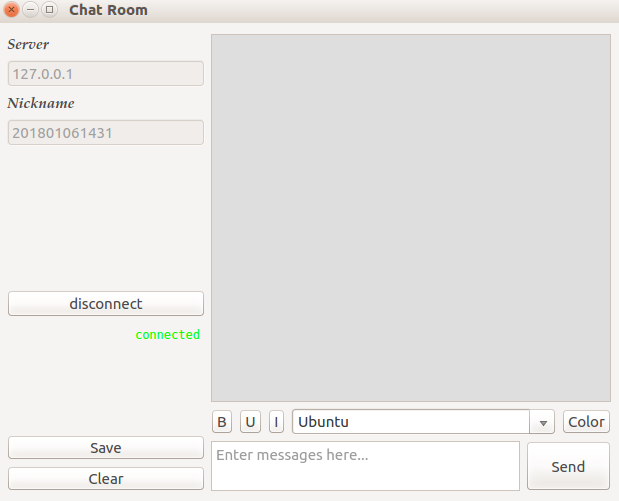 Chat Room
Server
127.0.0.1
Nickname
201801061431
disconnect
connected
Save
Clear
B U I Ubuntu Color
Enter messages here...
Send